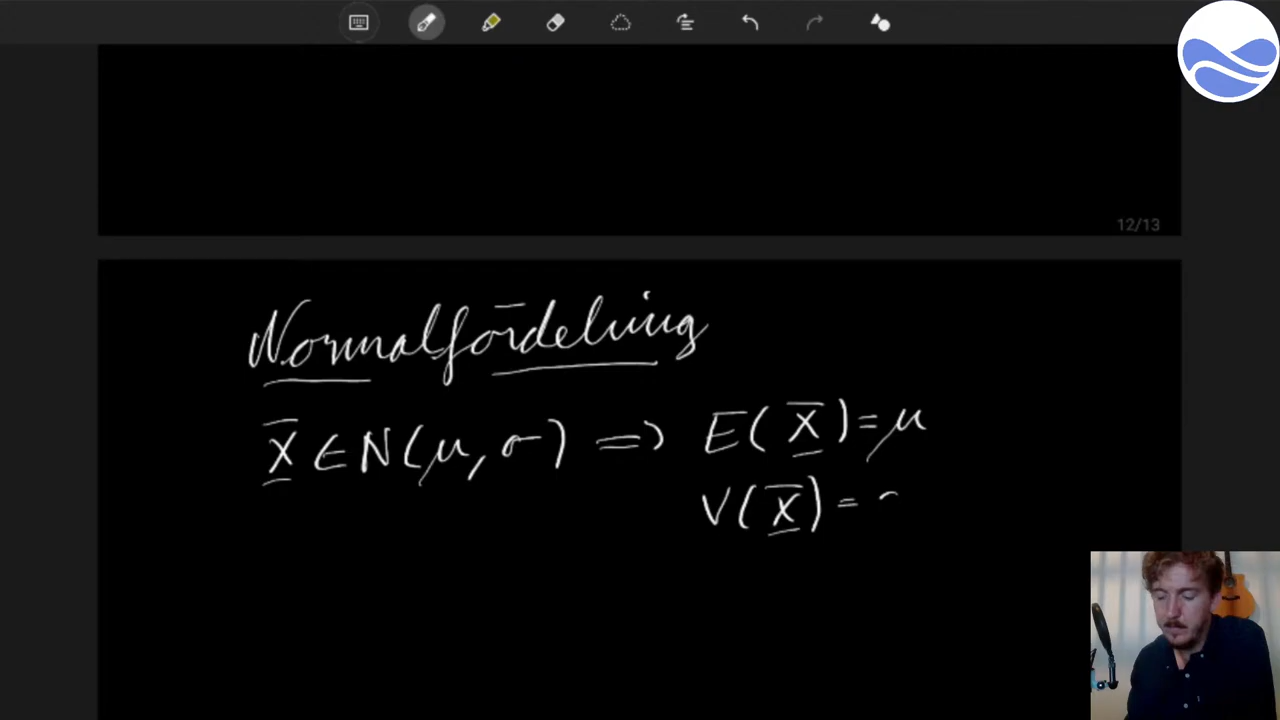 12/13
Normalfördelning
X ∈ N(μ, σ) => E(X) = μ
V(X) =